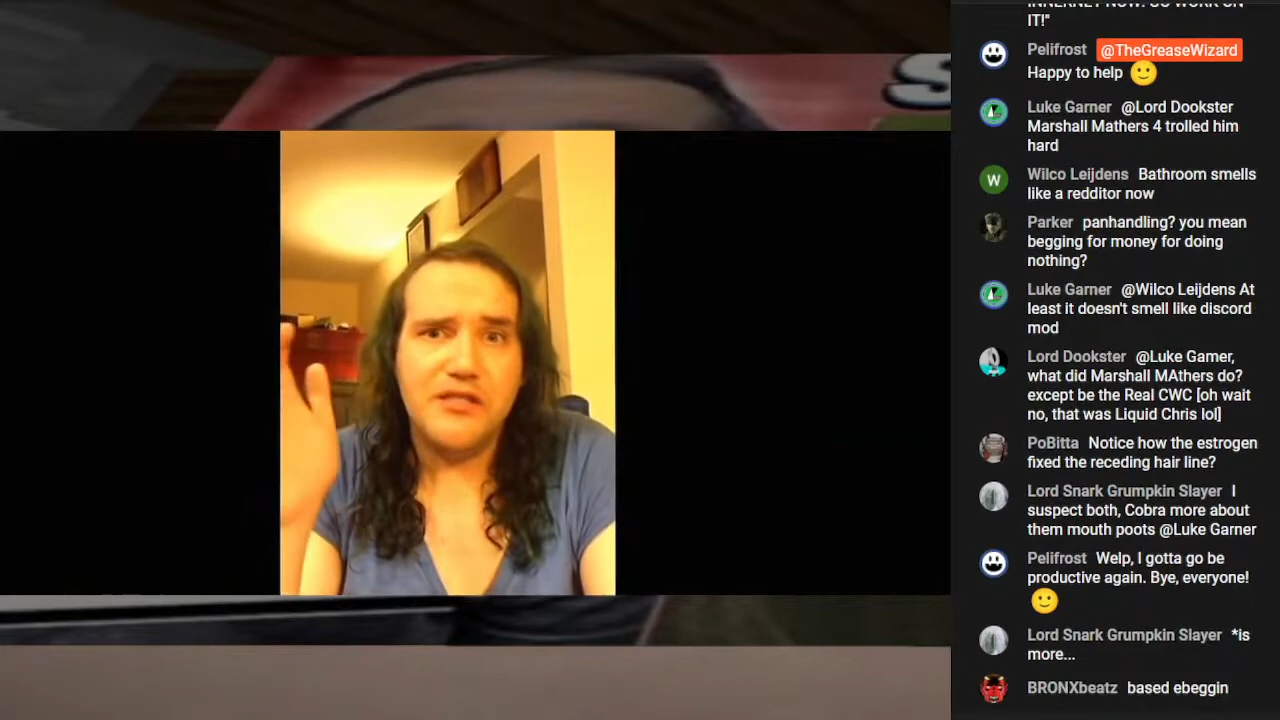 S
IT!"
Pelifrost @TheGreaseWizard
Happy to help
Luke Garner @Lord Dookster
Marshall Mathers 4 trolled him
hard
W
Wilco Leijdens Bathroom smells
like a redditor now
Parker panhandling? you mean
begging for money for doing
nothing?
Luke Garner @Wilco Leijdens At
least it doesn't smell like discord
mod
Lord Dookster @Luke Gamer,
what did Marshall MAthers do?
except be the Real CWC [oh wait
no, that was Liquid Chris lol]
PoBitta Notice how the estrogen
fixed the receding hair line?
Lord Snark Grumpkin Slayer I
suspect both, Cobra more about
them mouth poots @Luke Garner
Pelifrost Welp, I gotta go be
productive again. Bye, everyone!
Lord Snark Grumpkin Slayer *is
more...
BRONXbeatz based ebeggin